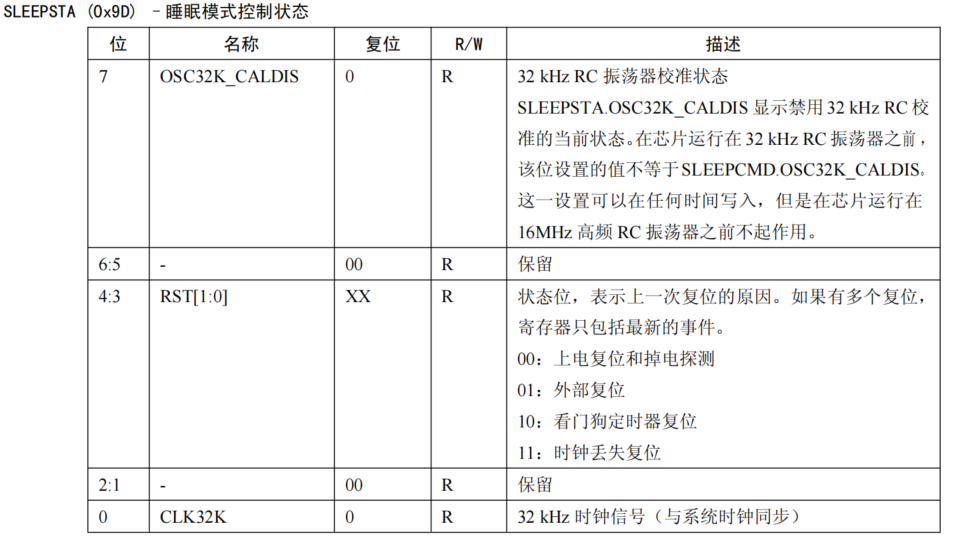 SLEEPSTA (0x9D) - 睡眠模式控制状态
位 名称 复位 R/W 描述
7 OSC32K_CALDIS 0 R 32 kHz RC 振荡器校准状态
SLEEPSTA.OSC32K_CALDIS 显示禁用 32 kHz RC 校
准的当前状态。在芯片运行在 32 kHz RC 振荡器之前，
该位设置的值不等于SLEEPCMD.OSC32K_CALDIS。
这一设置可以在任何时间写入，但是在芯片运行在
16MHz 高频 RC 振荡器之前不起作用。
6:5 - 00 R 保留
4:3 RST[1:0] XX R 状态位，表示上一次复位的原因。如果有多个复位，
寄存器只包括最新的事件。
00：上电复位和掉电探测
01：外部复位
10：看门狗定时器复位
11：时钟丢失复位
2:1 - 00 R 保留
0 CLK32K 0 R 32 kHz 时钟信号（与系统时钟同步）